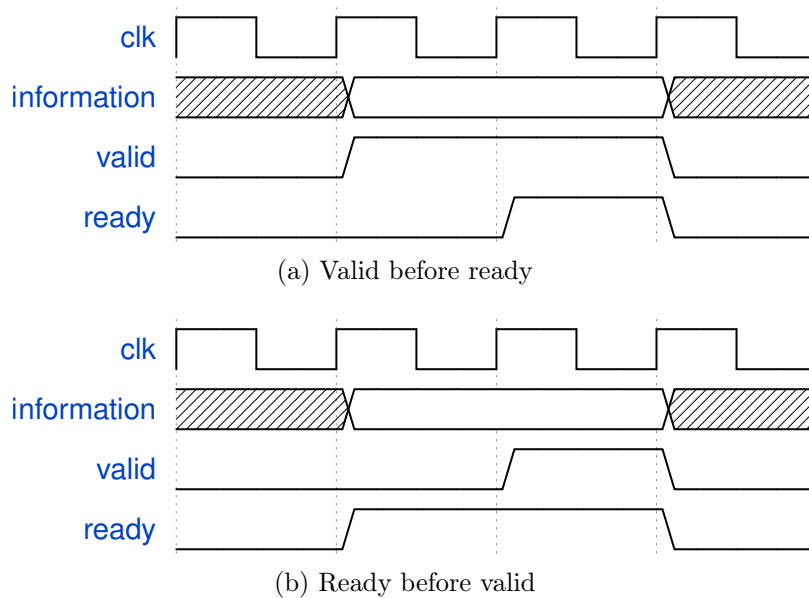 clk
information
valid
ready
(a) Valid before ready
clk
information
valid
ready
(b) Ready before valid